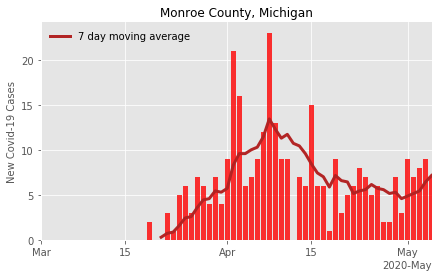 Monroe County, Michigan
7 day moving average
New Covid-19 Cases
20
15
10
5
0
Mar
15
Apr
15
May
2020-May